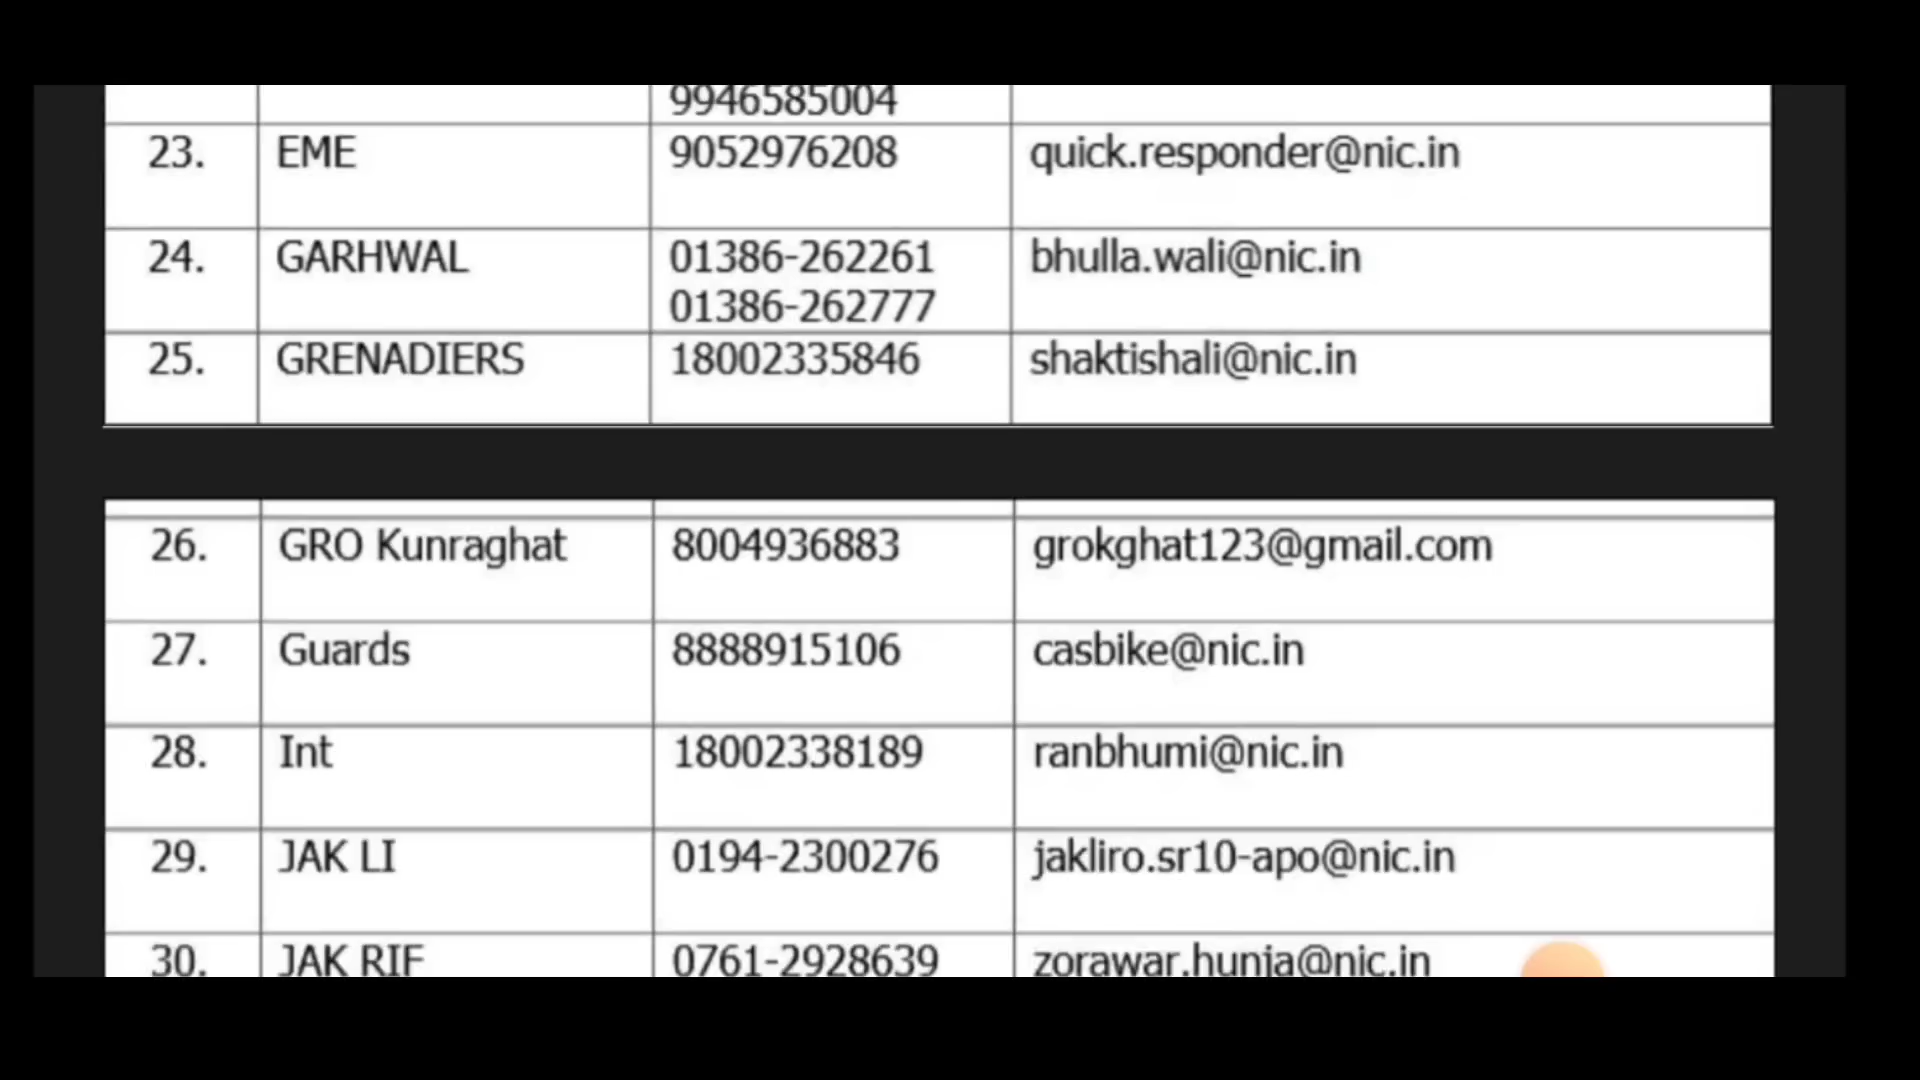 9946585004
23. EME 9052976208 quick.responder@nic.in
24. GARHWAL 01386-262261 bhulla.wali@nic.in
01386-262777
25. GRENADIERS 18002335846 shaktishali@nic.in
26. GRO Kunraghat 8004936883 grokghat123@gmail.com
27. Guards 8888915106 casbike@nic.in
28. Int 18002338189 ranbhumi@nic.in
29. JAK LI 0194-2300276 jakliro.sr10-apo@nic.in
30. JAK RIF 0761-2928639 zorawar.hunja@nic.in